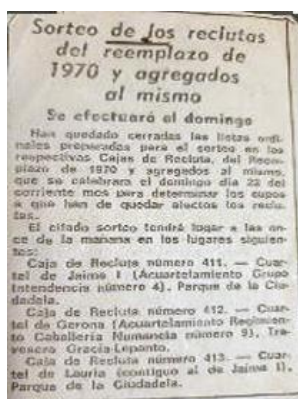 Sorteo de los reclutas
del reemplazo de
1970 y agregados
al mismo
Se efectuará el domingo
Han quedado cerradas las listas ordi-
nales preparadas para el sorteo en las
respectivas Cajas de Recluta, del Reem-
plazo de 1970 y agregados al mismo,
que se celebrara el domingo día 22 del
corriente mes para determinar los cupos
a que han de quedar afectos los reclu-
tas.
El citado sorteo tendrá lugar a las on-
ce de la mañana en los lugares siguien-
tes:
Caja de Recluta número 411. — Cuar-
tel de Jaime I (Acuartelamiento Grupo
Intendencia número 4), Parque de la Ciu-
dadela.
Caja de Recluta número 412. — Cuar-
tel de Gerona (Acuartelamiento Regimien-
to Caballería Numancia número 9), Tra-
vesera Gracia-Lepanto.
Caja de Recluta número 413. — Cuar-
tel de Lauria (contiguo al de Jaime I),
Parque de la Ciudadela.